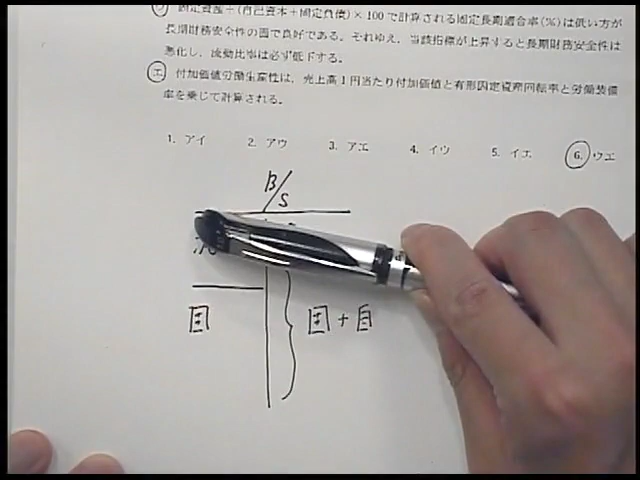 ウ 固定資産÷(自己資本+固定負債)×100で計算される固定長期適合率(%)は低い方が
長期財務安全性の面で良好である。それゆえ、当該指標が上昇すると長期財務安全性は
悪化し、流動比率は必ず低下する。
エ 付加価値労働生産性は、売上高1円当たり付加価値と有形固定資産回転率と労働装備
率を乗じて計算される。
1. アイ 2. アウ 3. アエ 4. イウ 5. イエ 6. ウエ
B/S
固 固+自